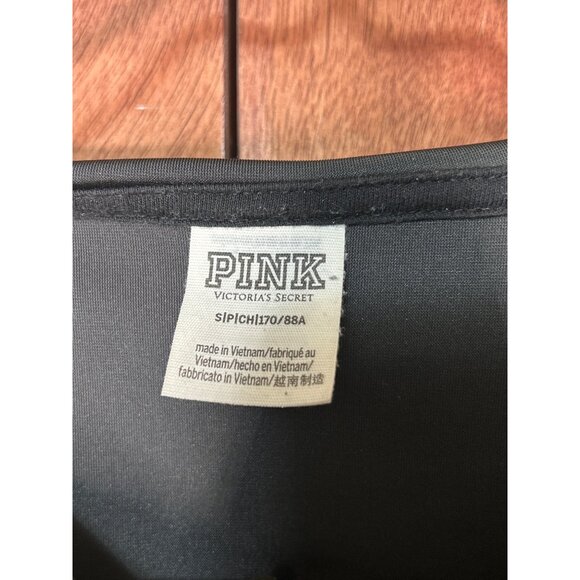 PINK
VICTORIA'S SECRET
S|P|CH|170/88A
made in Vietnam/fabriqué au
Vietnam/hecho en Vietnam/
fabbricato in Vietnam/越南制造